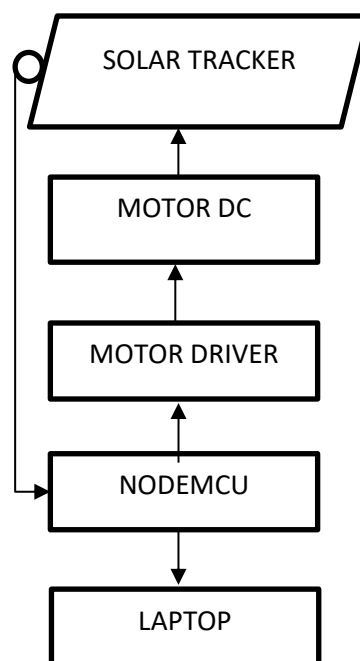 SOLAR TRACKER
MOTOR DC
MOTOR DRIVER
NODEMCU
LAPTOP